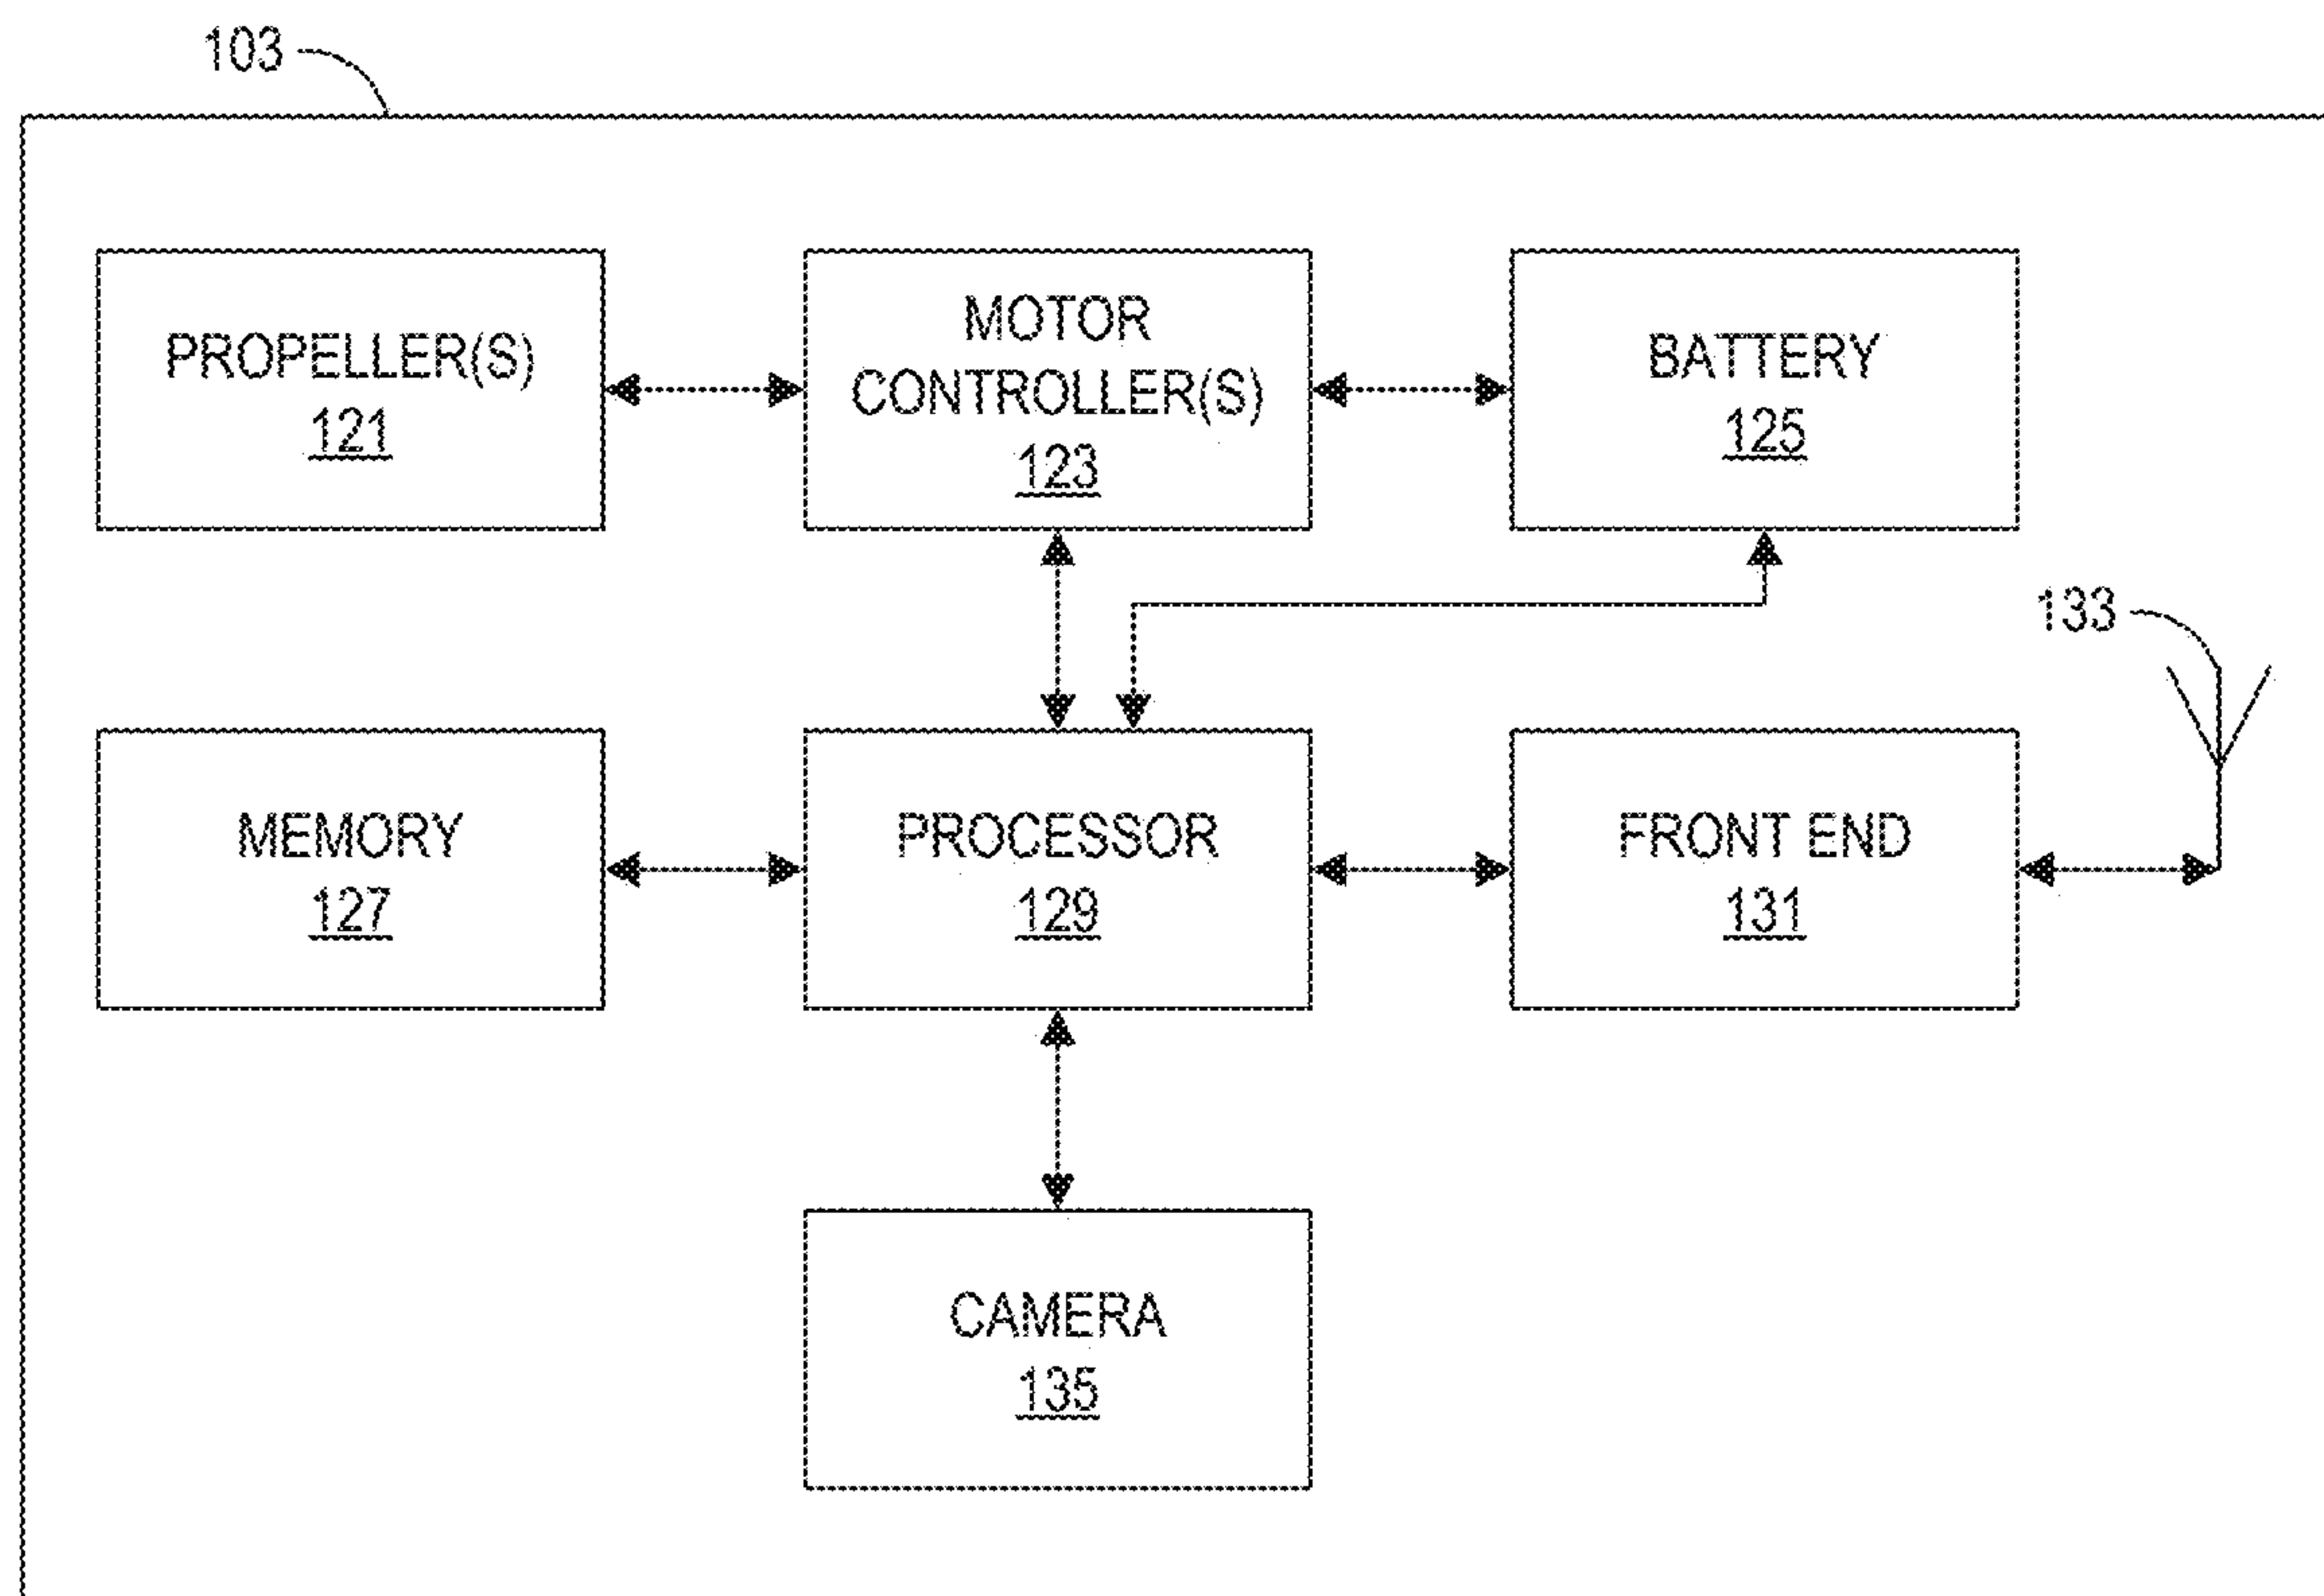 103
PROPELLER(S)
121
MOTOR
CONTROLLER(S)
123
BATTERY
125
133
MEMORY
127
PROCESSOR
129
FRONT END
131
CAMERA
135